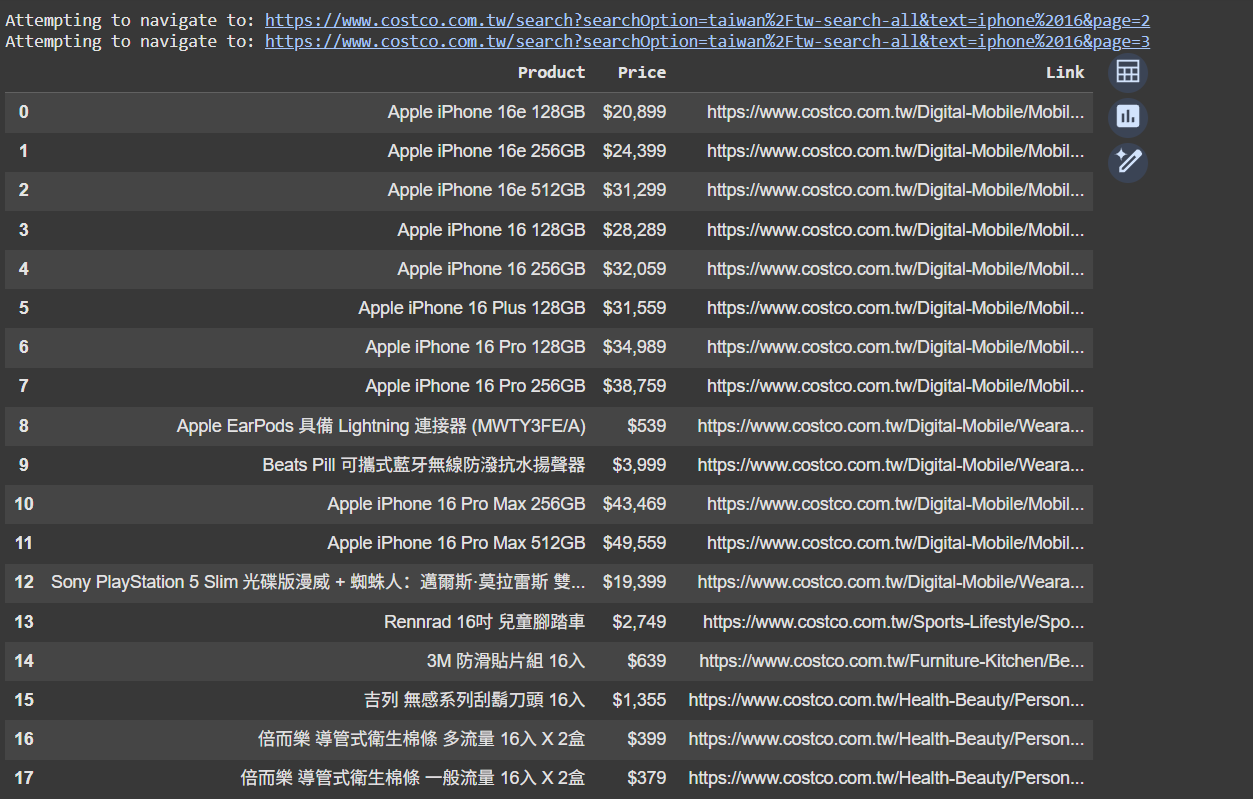 Attempting to navigate to: https://www.costco.com.tw/search?searchOption=taiwan%2Ftw-search-all&text=iphone%2016&page=2
Attempting to navigate to: https://www.costco.com.tw/search?searchOption=taiwan%2Ftw-search-all&text=iphone%2016&page=3
Product Price Link
0 Apple iPhone 16e 128GB $20,899 https://www.costco.com.tw/Digital-Mobile/Mobil...
1 Apple iPhone 16e 256GB $24,399 https://www.costco.com.tw/Digital-Mobile/Mobil...
2 Apple iPhone 16e 512GB $31,299 https://www.costco.com.tw/Digital-Mobile/Mobil...
3 Apple iPhone 16 128GB $28,289 https://www.costco.com.tw/Digital-Mobile/Mobil...
4 Apple iPhone 16 256GB $32,059 https://www.costco.com.tw/Digital-Mobile/Mobil...
5 Apple iPhone 16 Plus 128GB $31,559 https://www.costco.com.tw/Digital-Mobile/Mobil...
6 Apple iPhone 16 Pro 128GB $34,989 https://www.costco.com.tw/Digital-Mobile/Mobil...
7 Apple iPhone 16 Pro 256GB $38,759 https://www.costco.com.tw/Digital-Mobile/Mobil...
8 Apple EarPods 具備 Lightning 連接器 (MWTY3FE/A) $539 https://www.costco.com.tw/Digital-Mobile/Weara...
9 Beats Pill 可攜式藍牙無線防潑抗水揚聲器 $3,999 https://www.costco.com.tw/Digital-Mobile/Weara...
10 Apple iPhone 16 Pro Max 256GB $43,469 https://www.costco.com.tw/Digital-Mobile/Mobil...
11 Apple iPhone 16 Pro Max 512GB $49,559 https://www.costco.com.tw/Digital-Mobile/Mobil...
12 Sony PlayStation 5 Slim 光碟版漫威 + 蜘蛛人：邁爾斯·莫拉雷斯 雙... $19,399 https://www.costco.com.tw/Digital-Mobile/Weara...
13 Rennrad 16吋 兒童腳踏車 $2,749 https://www.costco.com.tw/Sports-Lifestyle/Spo...
14 3M 防滑貼片組 16入 $639 https://www.costco.com.tw/Furniture-Kitchen/Be...
15 吉列 無感系列刮鬍刀頭 16入 $1,355 https://www.costco.com.tw/Health-Beauty/Person...
16 倍而樂 導管式衛生棉條 多流量 16入 X 2盒 $399 https://www.costco.com.tw/Health-Beauty/Person...
17 倍而樂 導管式衛生棉條 一般流量 16入 X 2盒 $379 https://www.costco.com.tw/Health-Beauty/Person...